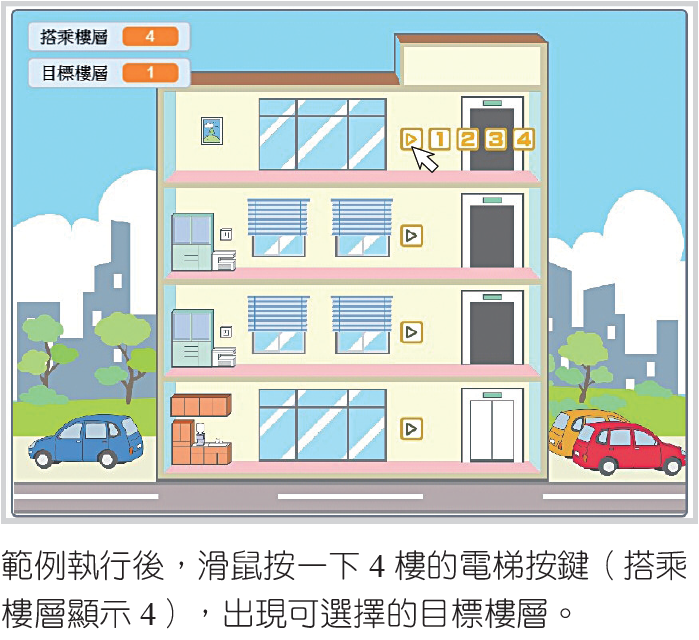 搭乘樓層 4
目標樓層 1
1 2 3 4
範例執行後，滑鼠按一下 4 樓的電梯按鍵（搭乘
樓層顯示 4），出現可選擇的目標樓層。